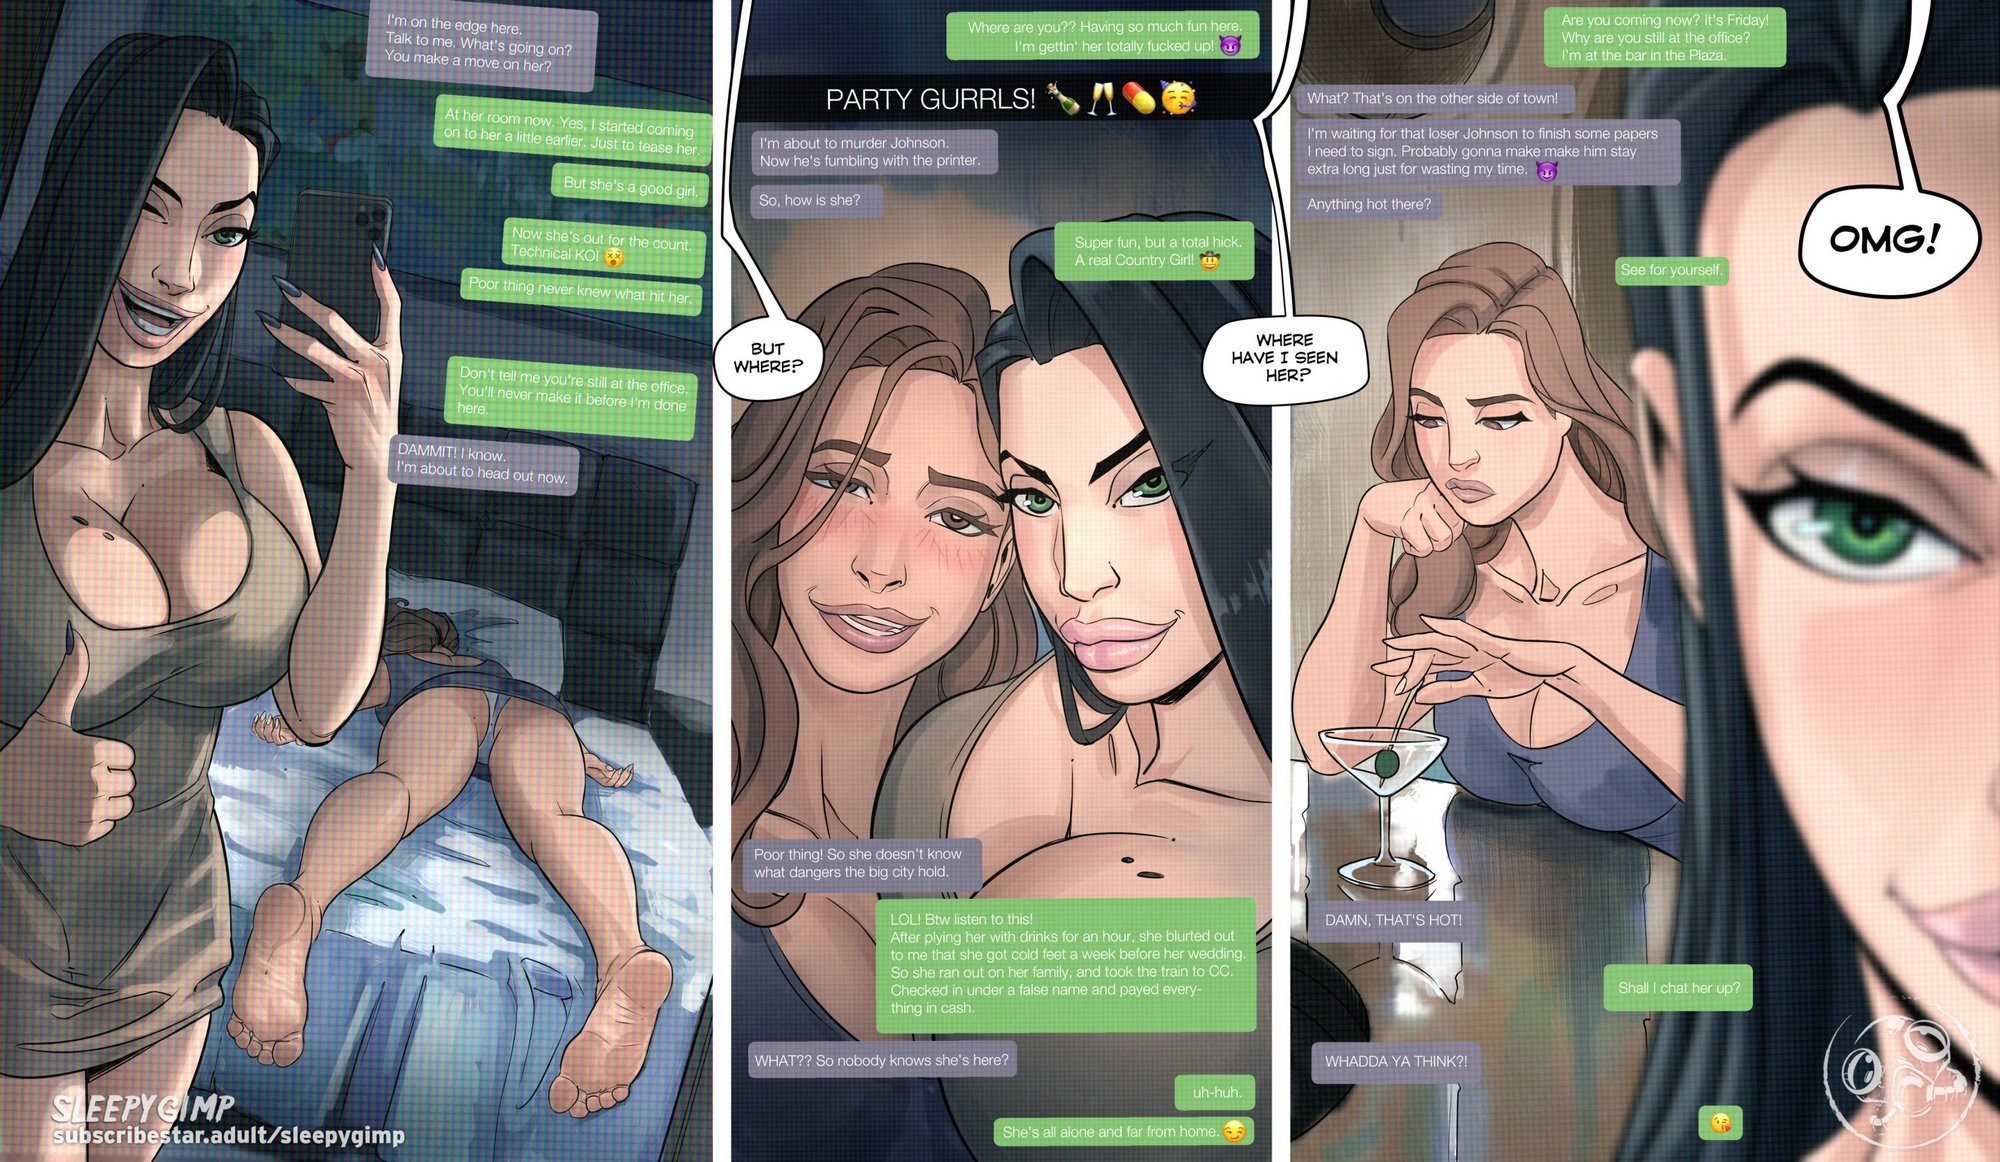 I'm on the edge here.
Talk to me. What's going on?
You make a move on her?
At her room now. Yes, I started coming
on to her a little earlier. Just to tease her.
But she's a good girl.
Now she's out for the count.
Technical KO! 😵
Poor thing never knew what hit her.
Don't tell me you're still at the office.
You'll never make it before I'm done
here.
DAMMIT! I know.
I'm about to head out now.
SLEEPYGIMP
subscribestar.adult/sleepygimp
Where are you?? Having so much fun here.
I'm gettin' her totally fucked up! 😈
PARTY GURRLS! 🍾🥂💊🥳
I'm about to murder Johnson.
Now he's fumbling with the printer.
So, how is she?
Super fun, but a total hick.
A real Country Girl! 🤠
BUT
WHERE?
WHERE
HAVE I SEEN
HER?
Poor thing! So she doesn't know
what dangers the big city hold.
LOL! Btw listen to this!
After plying her with drinks for an hour, she blurted out
to me that she got cold feet a week before her wedding.
So she ran out on her family, and took the train to CC.
Checked in under a false name and payed every-
thing in cash.
WHAT?? So nobody knows she's here?
uh-huh.
She's all alone and far from home. 😏
Are you coming now? It's Friday!
Why are you still at the office?
I'm at the bar in the Plaza.
What? That's on the other side of town!
I'm waiting for that loser Johnson to finish some papers
I need to sign. Probably gonna make make him stay
extra long just for wasting my time. 😈
Anything hot there?
See for yourself.
OMG!
DAMN, THAT'S HOT!
Shall I chat her up?
WHADDA YA THINK?!
😘